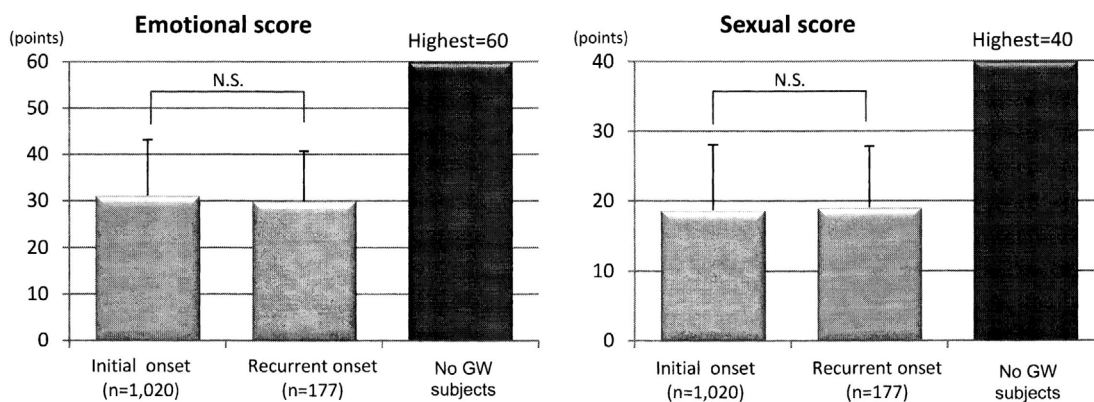 Emotional score
(points)
Highest=60
60
N.S.
50
40
30
20
10
0
Initial onset
(n=1,020)
Recurrent onset
(n=177)
No GW
subjects
Sexual score
(points)
Highest=40
40
N.S.
30
20
10
0
Initial onset
(n=1,020)
Recurrent onset
(n=177)
No GW
subjects